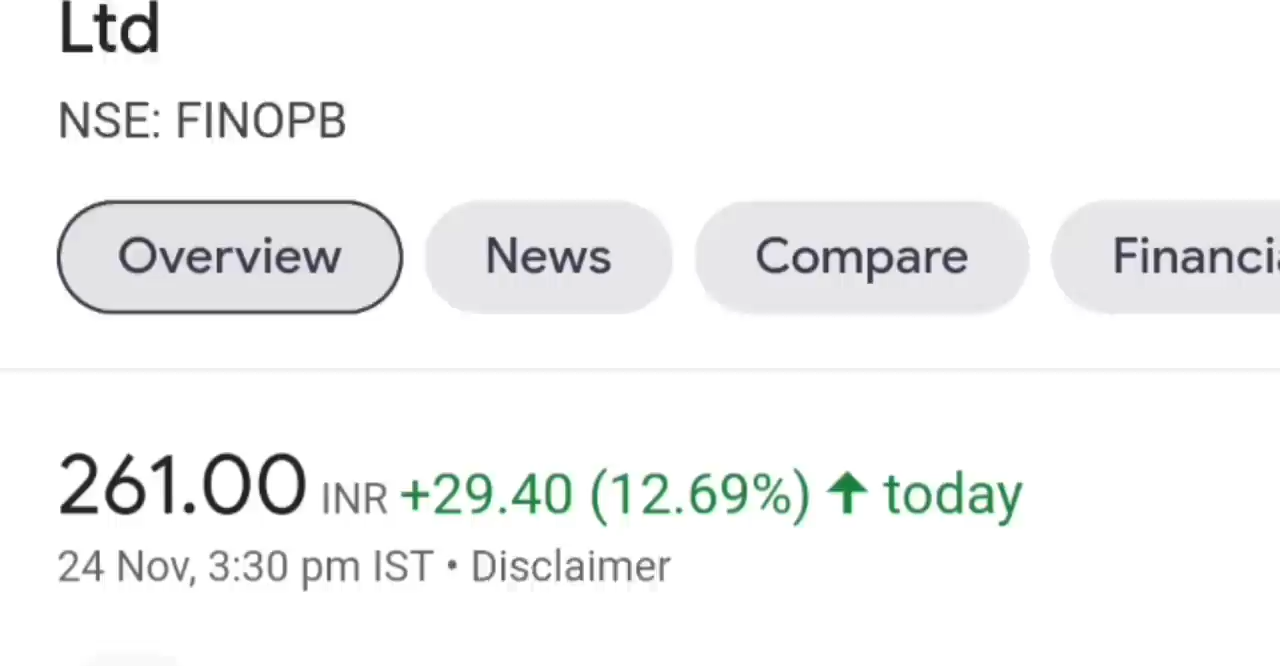 Ltd
NSE: FINOPB
Overview News Compare Financia
261.00 INR +29.40 (12.69%) ↑ today
24 Nov, 3:30 pm IST • Disclaimer